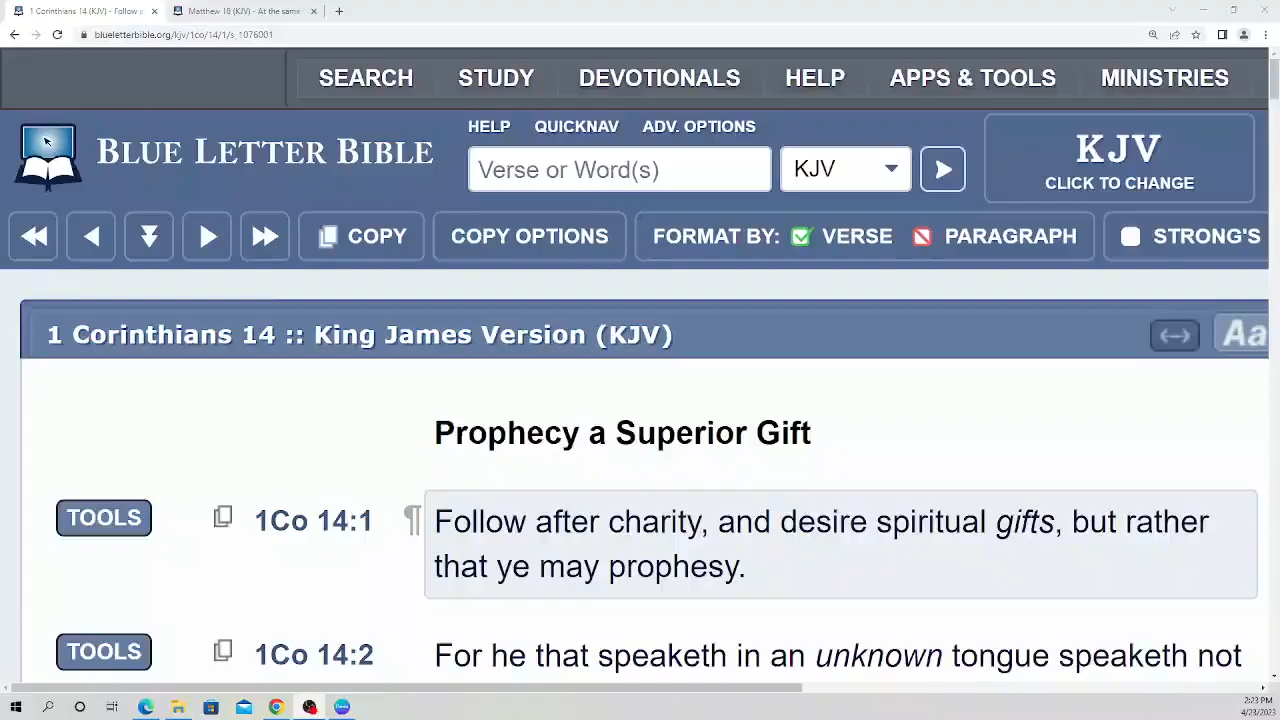 1 Corinthians 14 (KJV) - Follow a
Matthew 18 (KJV) - At the same
blueletterbible.org/kjv/1co/14/1/s_1076001
SEARCH STUDY DEVOTIONALS HELP APPS & TOOLS MINISTRIES
BLUE LETTER BIBLE
HELP QUICKNAV ADV. OPTIONS
Verse or Word(s) KJV
KJV
CLICK TO CHANGE
COPY COPY OPTIONS FORMAT BY: VERSE PARAGRAPH STRONG'S
1 Corinthians 14 :: King James Version (KJV)
Aa
Prophecy a Superior Gift
TOOLS 1Co 14:1 ¶ Follow after charity, and desire spiritual gifts, but rather
that ye may prophesy.
TOOLS 1Co 14:2 For he that speaketh in an unknown tongue speaketh not
2:23 PM
4/23/2023